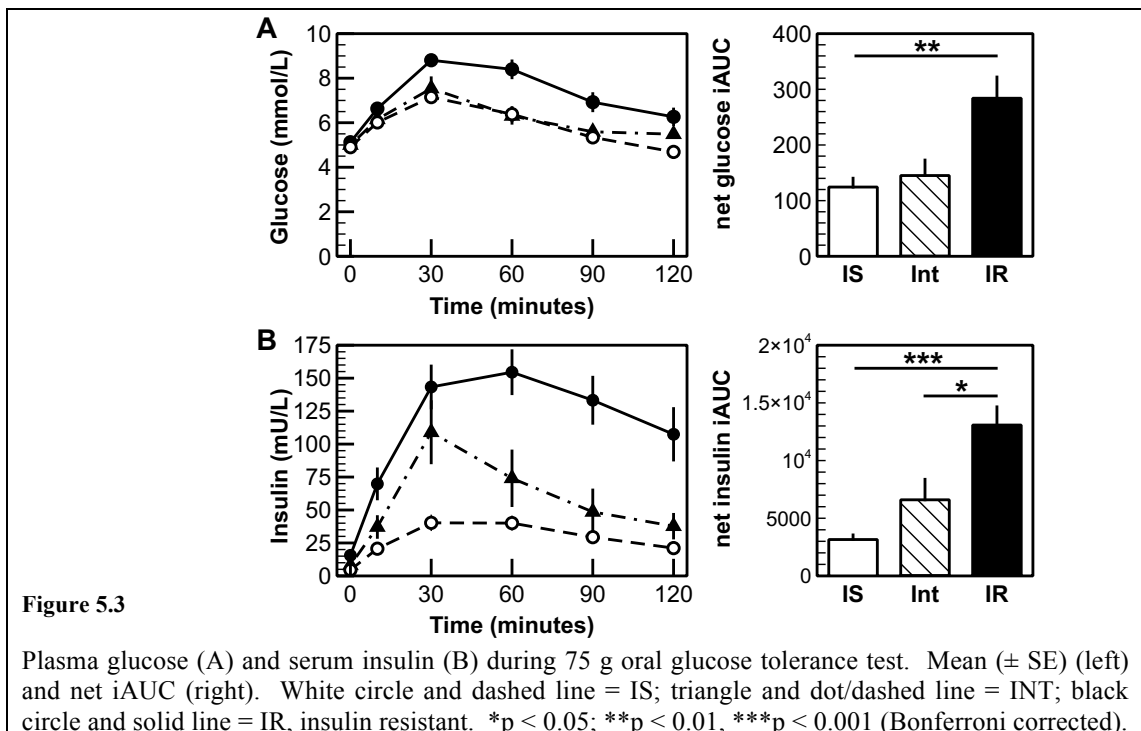 A
Glucose (mmol/L)
10
8
6
4
2
0
0 30 60 90 120
Time (minutes)
net glucose iAUC
400
300
200
100
0
**
IS Int IR
B
Insulin (mU/L)
175
150
125
100
75
50
25
0
0 30 60 90 120
Time (minutes)
net insulin iAUC
2×10⁴
1.5×10⁴
10⁴
5000
0
***
*
IS Int IR
Figure 5.3
Plasma glucose (A) and serum insulin (B) during 75 g oral glucose tolerance test. Mean (± SE) (left)
and net iAUC (right). White circle and dashed line = IS; triangle and dot/dashed line = INT; black
circle and solid line = IR, insulin resistant. *p < 0.05; **p < 0.01, ***p < 0.001 (Bonferroni corrected).